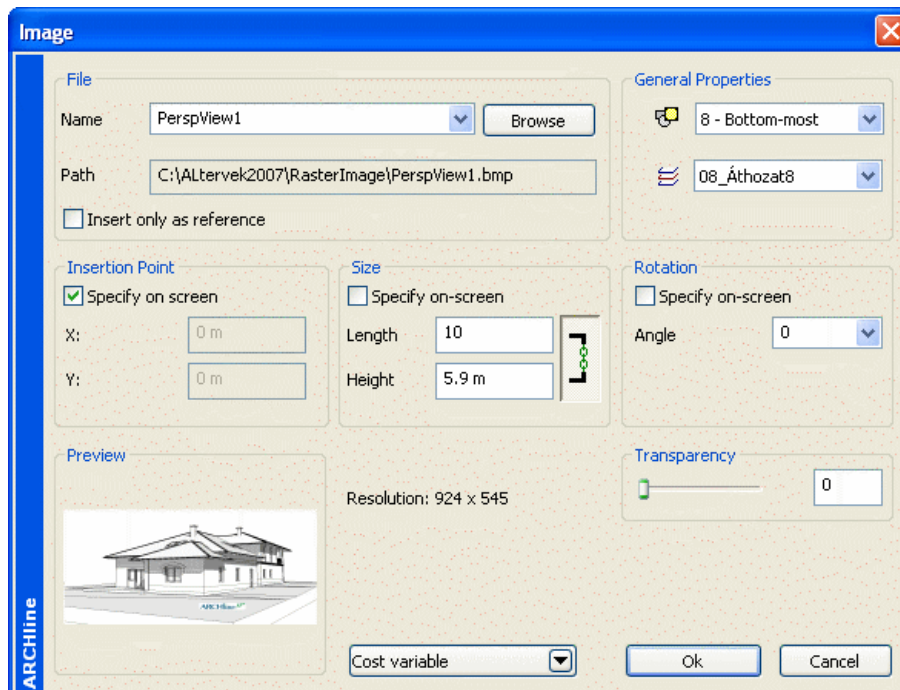 Image
File
Name
PerspView1
Browse
Path
C:\ALtervek2007\RasterImage\PerspView1.bmp
Insert only as reference
General Properties
8 - Bottom-most
08_Áthozat8
Insertion Point
Specify on screen
X:
0 m
Y:
0 m
Size
Specify on-screen
Length
10
Height
5.9 m
Rotation
Specify on-screen
Angle
0
Preview
ARCHline
Resolution: 924 x 545
Transparency
0
Cost variable
Ok
Cancel
ARCHline